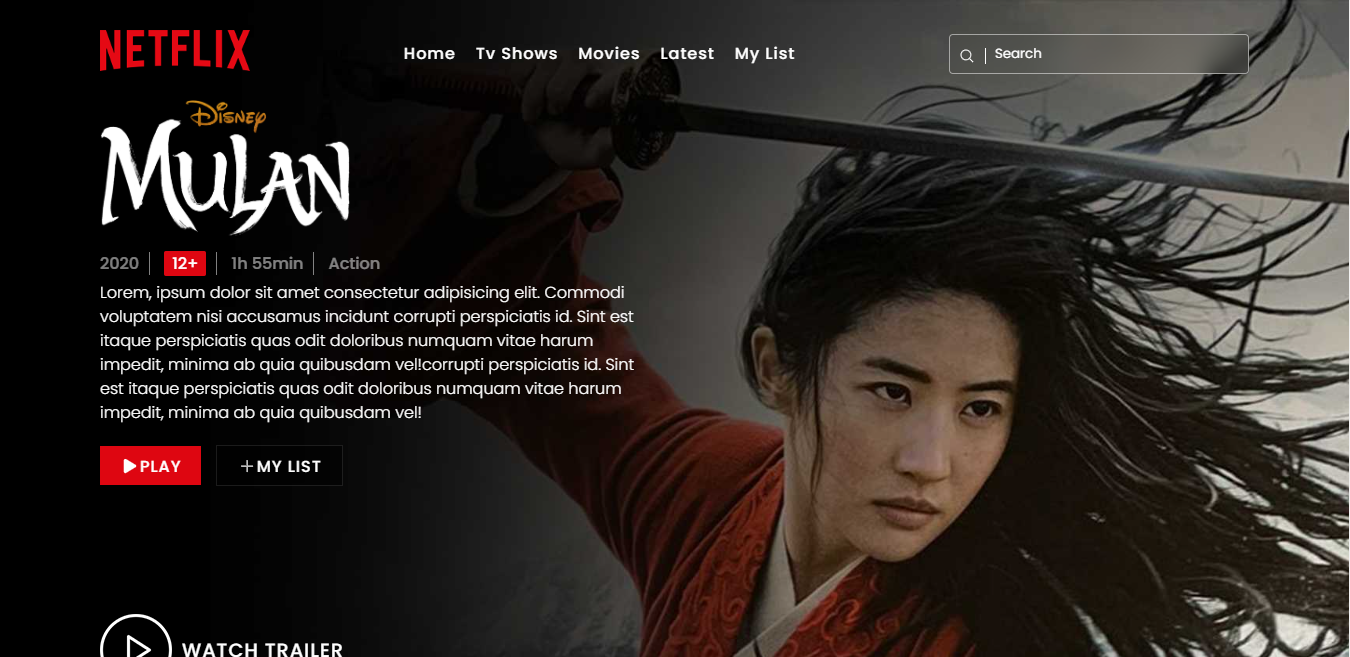 NETFLIX
Home Tv Shows Movies Latest My List
Search
Disney
MULAN
2020 12+ 1h 55min Action
Lorem, ipsum dolor sit amet consectetur adipisicing elit. Commodi
voluptatem nisi accusamus incidunt corrupti perspiciatis id. Sint est
itaque perspiciatis quas odit doloribus numquam vitae harum
impedit, minima ab quia quibusdam vel!corrupti perspiciatis id. Sint
est itaque perspiciatis quas odit doloribus numquam vitae harum
impedit, minima ab quia quibusdam vel!
PLAY
MY LIST
WATCH TRAILER